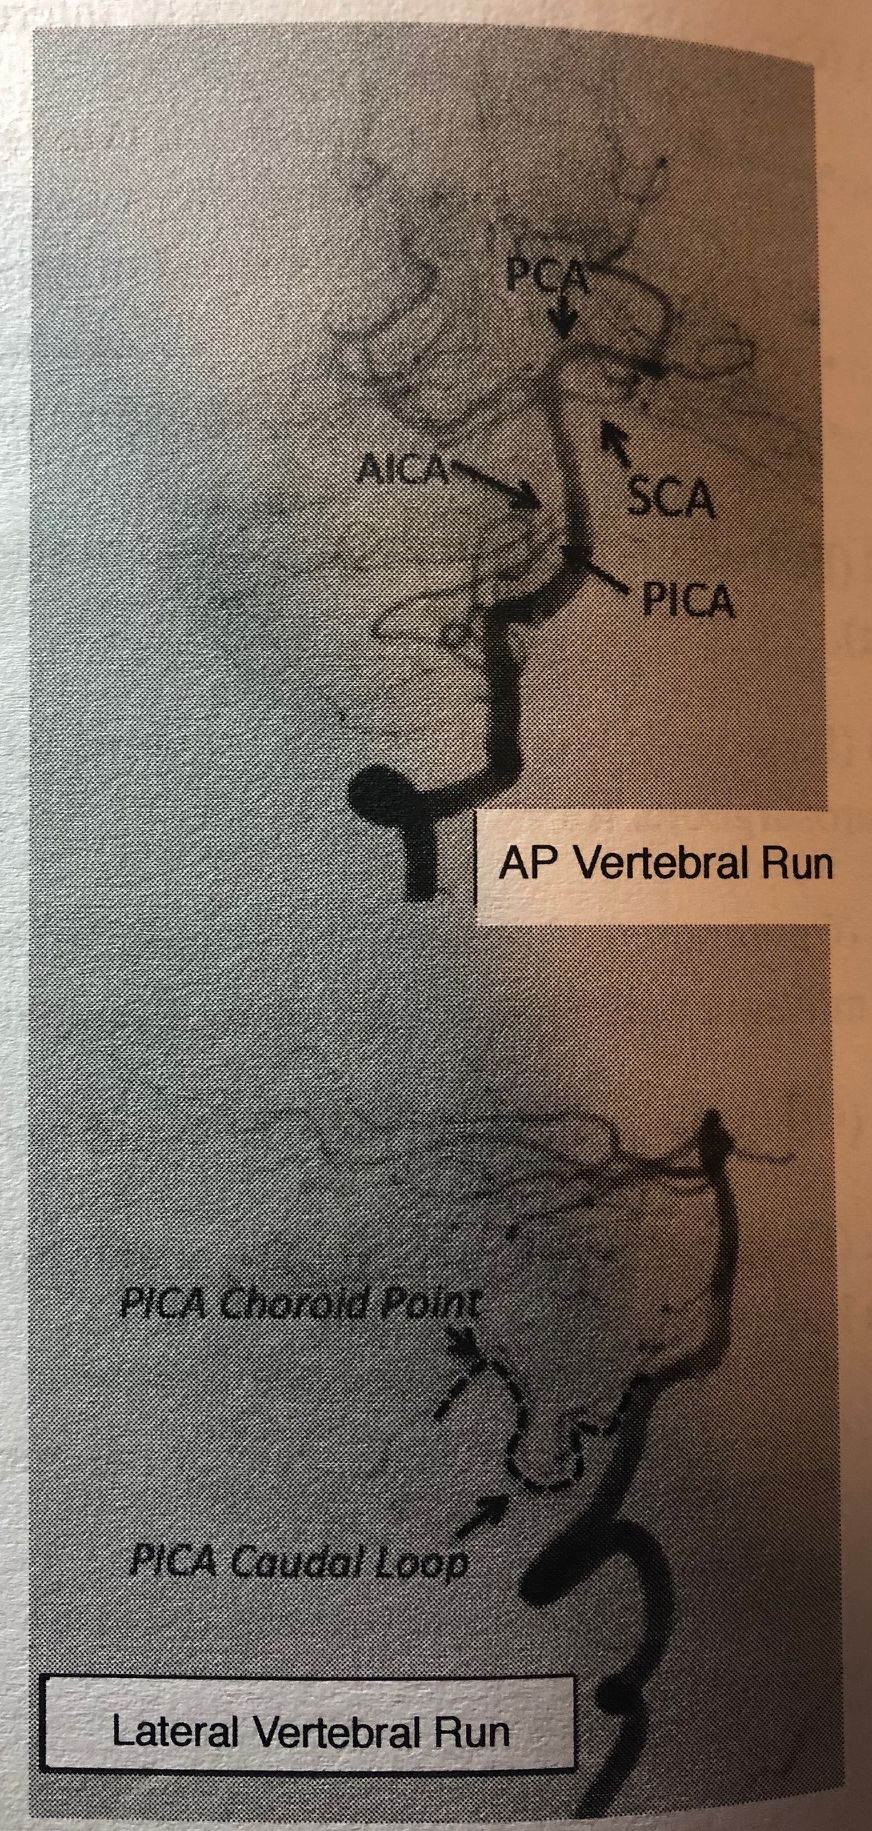 PCA
AICA
SCA
PICA
AP Vertebral Run
PICA Choroid Point
PICA Caudal Loop
Lateral Vertebral Run